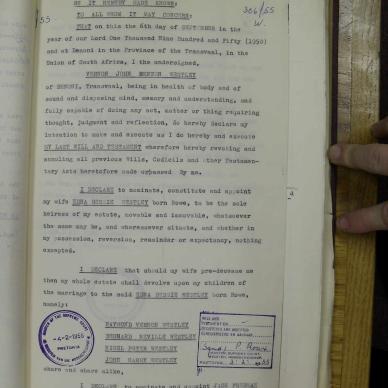 BE IT HEREBY MADE KNOWN:
TO ALL WHOM IT MAY CONCERN:
306/55
W.
55
THAT on this the 6th day of SEPTEMBER in the
year of our Lord One Thousand Nine Hundred and Fifty (1950)
and at Benoni in the Province of the Transvaal, in the
Union of South Africa, I the undersigned,
VERNON JOHN BENSON WESTLEY
of BENONI, Transvaal, being in health of body and of
sound and disposing mind, memory and understanding, and
fully capable of doing any act, matter or thing requiring
thought, judgment and reflection, do hereby declare my
intention to make and execute as I do hereby and execute
MY LAST WILL AND TESTAMENT wherefore hereby revoking and
annuling all previous Wills, Codicils and other Testamen-
tary Acts heretofore made or passed by me.
I DECLARE to nominate, constitute and appoint
my wife EDNA BESSIE WESTLEY born Rowe, to be the sole
heiress of my estate, movable and immovable, whatsoever
the same may be, and wheresoever situate, and whether in
my possession, reversion, remainder or expectancy, nothing
excepted.
I DECLARE that should my wife pre-decease me
then my whole estate shall devolve upon my children of
the marriage to the said EDNA BESSIE WESTLEY born Rowe,
namely:
RAYMOND VERNON WESTLEY
BERNARD NEVILLE WESTLEY
NIGEL PETER WESTLEY
JOHN WESTLEY
share and share alike.
-4-2-1955
PRETORIA
I DECLARE to nominate and appoint